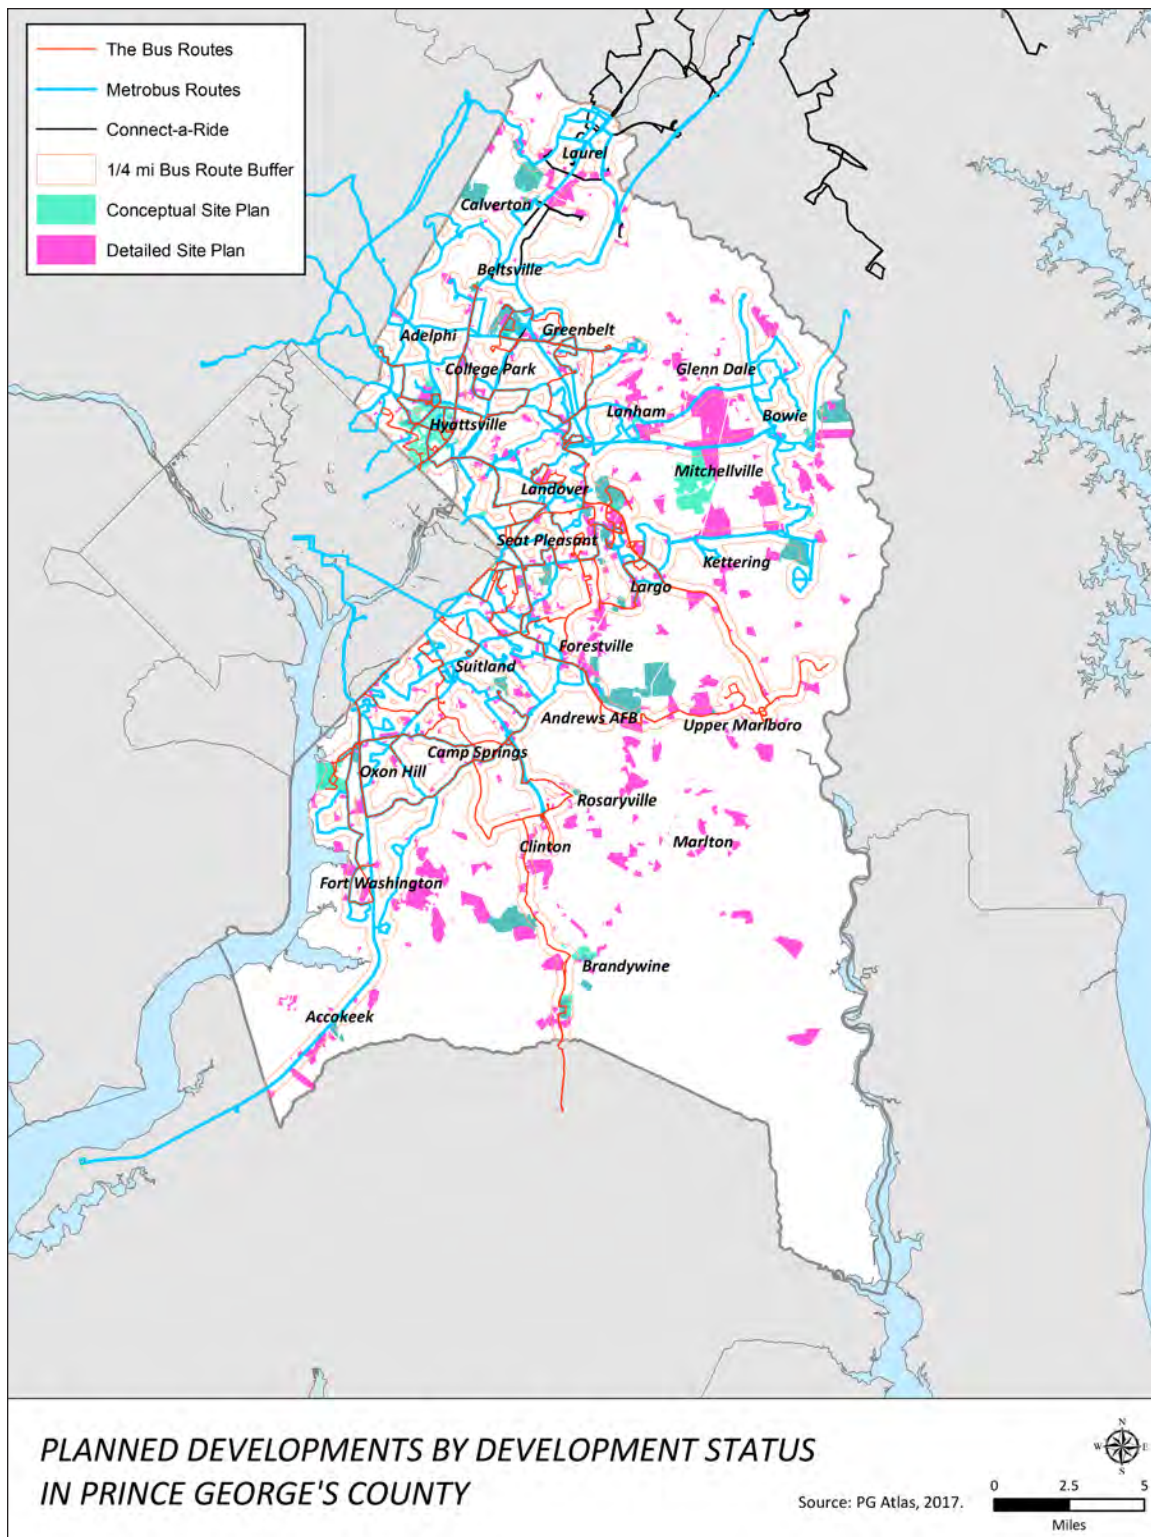 The Bus Routes
Metrobus Routes
Connect-a-Ride
1/4 mi Bus Route Buffer
Conceptual Site Plan
Detailed Site Plan
Laurel
Calverton
Beltsville
Adelphi
Greenbelt
College Park
Glenn Dale
Hyattsville
Lanham
Bowie
Mitchellville
Landover
Seat Pleasant
Kettering
Largo
Forestville
Suitland
Andrews AFB
Upper Marlboro
Camp Springs
Oxon Hill
Rosaryville
Clinton
Marlton
Fort Washington
Brandywine
Accokeek
PLANNED DEVELOPMENTS BY DEVELOPMENT STATUS
IN PRINCE GEORGE'S COUNTY
Source: PG Atlas, 2017.
N
W E
S
0 2.5 5
Miles